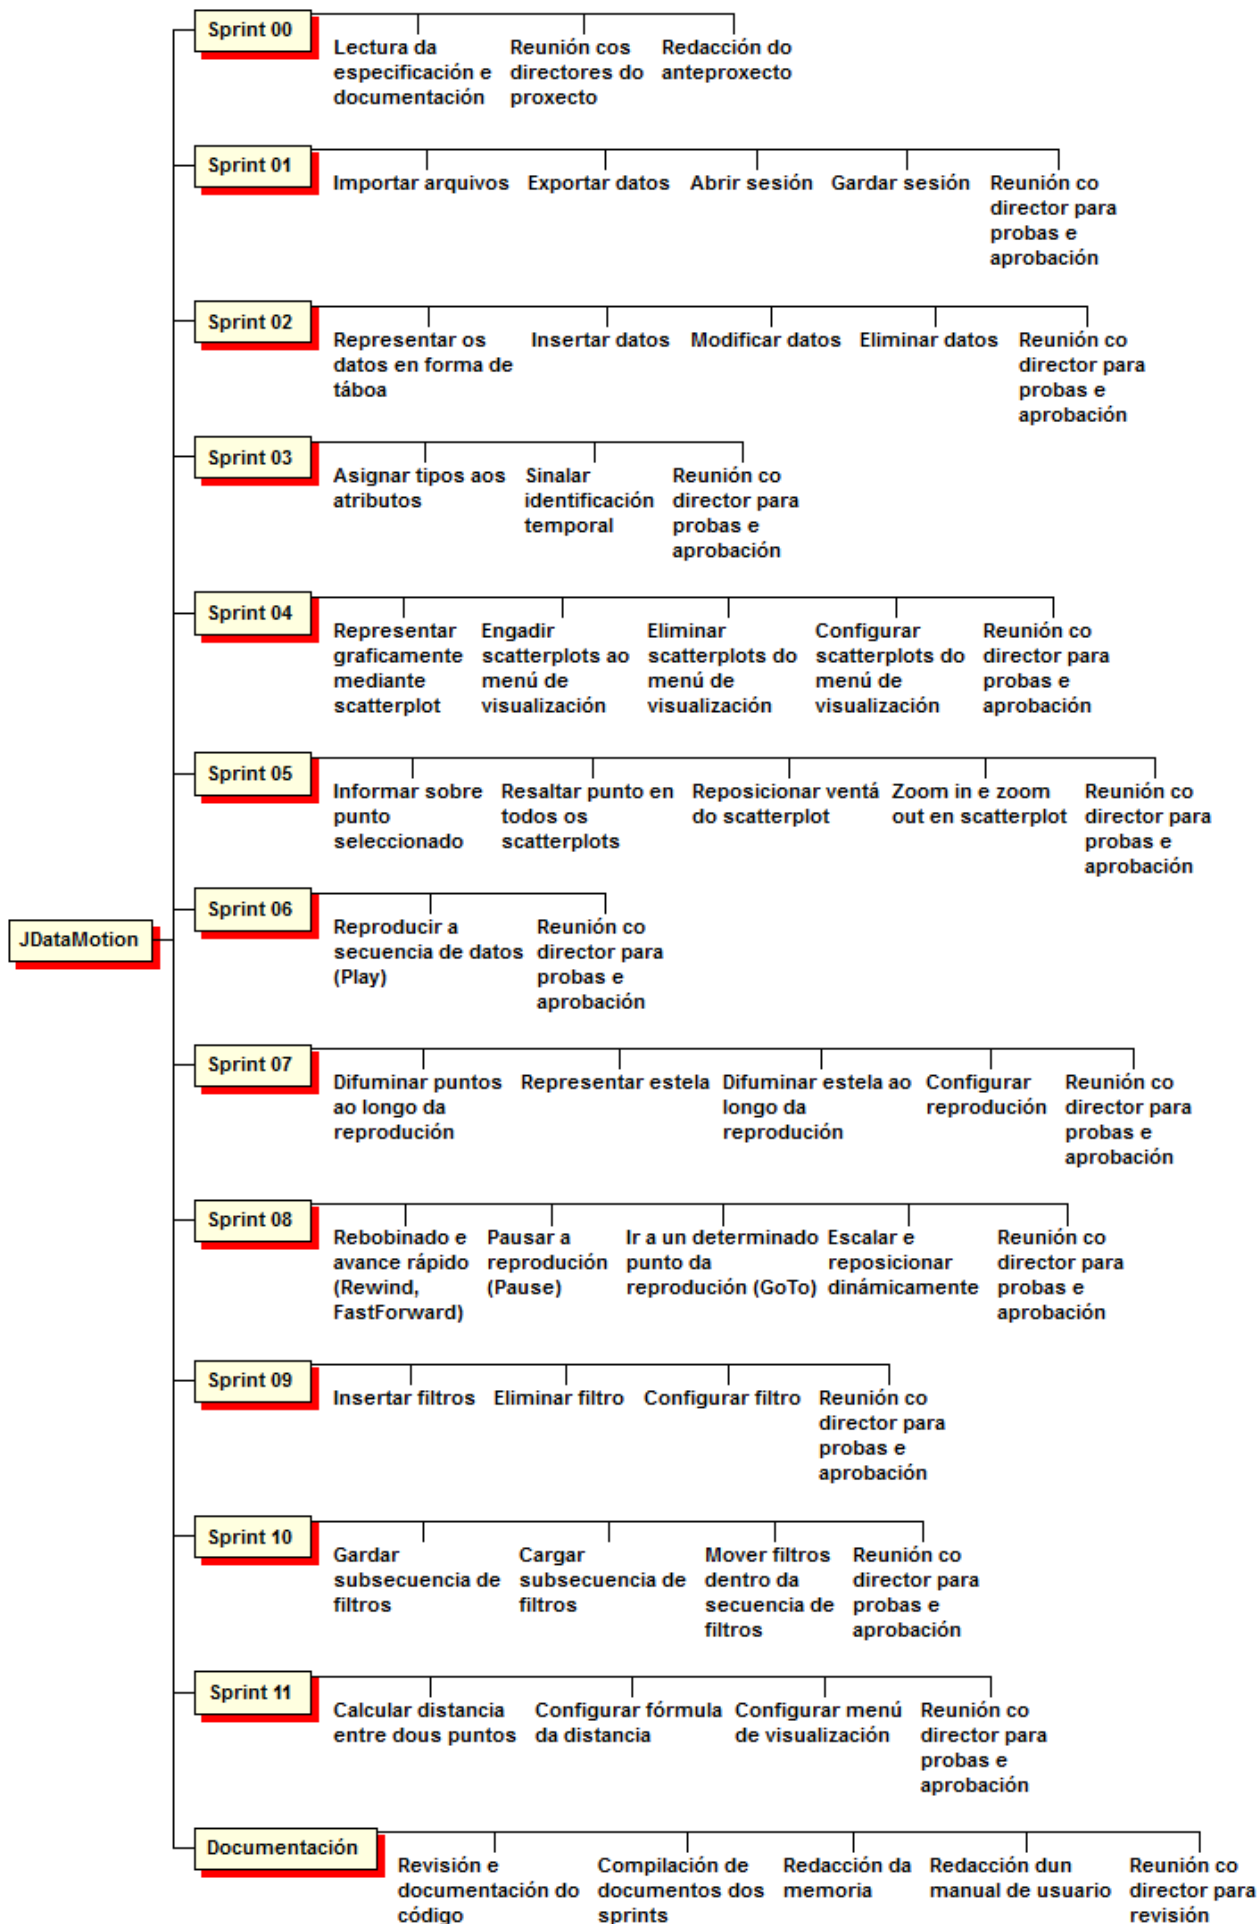 JDataMotion
Sprint 00
Lectura da
especificación e
documentación
Reunión cos
directores do
proxecto
Redacción do
anteproxecto
Sprint 01
Importar arquivos
Exportar datos
Abrir sesión
Gardar sesión
Reunión co
director para
probas e
aprobación
Sprint 02
Representar os
datos en forma de
táboa
Insertar datos
Modificar datos
Eliminar datos
Reunión co
director para
probas e
aprobación
Sprint 03
Asignar tipos aos
atributos
Sinalar
identificación
temporal
Reunión co
director para
probas e
aprobación
Sprint 04
Representar
graficamente
mediante
scatterplot
Engadir
scatterplots ao
menú de
visualización
Eliminar
scatterplots do
menú de
visualización
Configurar
scatterplots do
menú de
visualización
Reunión co
director para
probas e
aprobación
Sprint 05
Informar sobre
punto
seleccionado
Resaltar punto en
todos os
scatterplots
Reposicionar ventá
do scatterplot
Zoom in e zoom
out en scatterplot
Reunión co
director para
probas e
aprobación
Sprint 06
Reproducir a
secuencia de datos
(Play)
Reunión co
director para
probas e
aprobación
Sprint 07
Difuminar puntos
ao longo da
reprodución
Representar estela
Difuminar estela ao
longo da
reprodución
Configurar
reprodución
Reunión co
director para
probas e
aprobación
Sprint 08
Rebobinado e
avance rápido
(Rewind,
FastForward)
Pausar a
reprodución
(Pause)
Ir a un determinado
punto da
reprodución (GoTo)
Escalar e
reposicionar
dinámicamente
Reunión co
director para
probas e
aprobación
Sprint 09
Insertar filtros
Eliminar filtro
Configurar filtro
Reunión co
director para
probas e
aprobación
Sprint 10
Gardar
subsecuencia de
filtros
Cargar
subsecuencia de
filtros
Mover filtros
dentro da
secuencia de
filtros
Reunión co
director para
probas e
aprobación
Sprint 11
Calcular distancia
entre dous puntos
Configurar fórmula
da distancia
Configurar menú
de visualización
Reunión co
director para
probas e
aprobación
Documentación
Revisión e
documentación do
código
Compilación de
documentos dos
sprints
Redacción da
memoria
Redacción dun
manual de usuario
Reunión co
director para
revisión